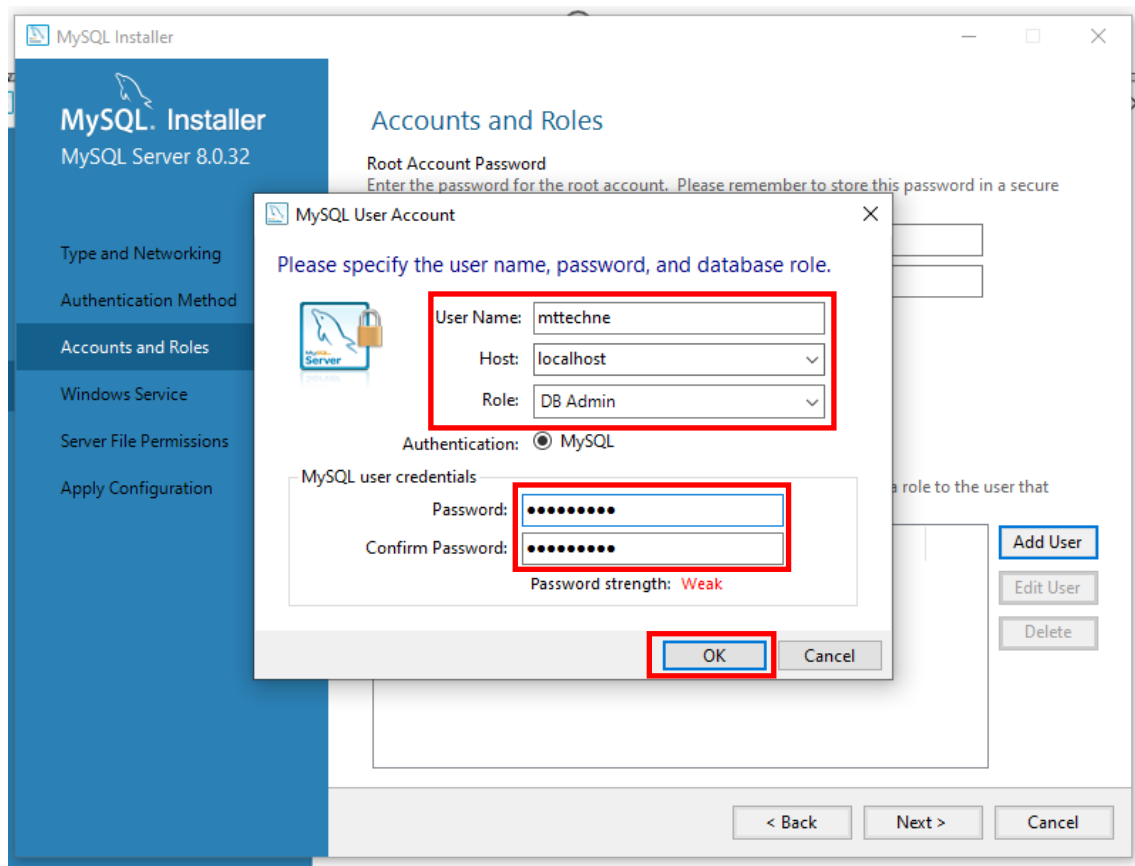 MySQL Installer
MySQL. Installer
MySQL Server 8.0.32
Type and Networking
Authentication Method
Accounts and Roles
Windows Service
Server File Permissions
Apply Configuration
Accounts and Roles
Root Account Password
Enter the password for the root account. Please remember to store this password in a secure
MySQL User Account
Please specify the user name, password, and database role.
MySQL
Server
User Name: mttechne
Host: localhost
Role: DB Admin
Authentication: MySQL
MySQL user credentials
Password: ●●●●●●●●●
Confirm Password: ●●●●●●●●●
Password strength: Weak
OK
Cancel
a role to the user that
Add User
Edit User
Delete
< Back
Next >
Cancel